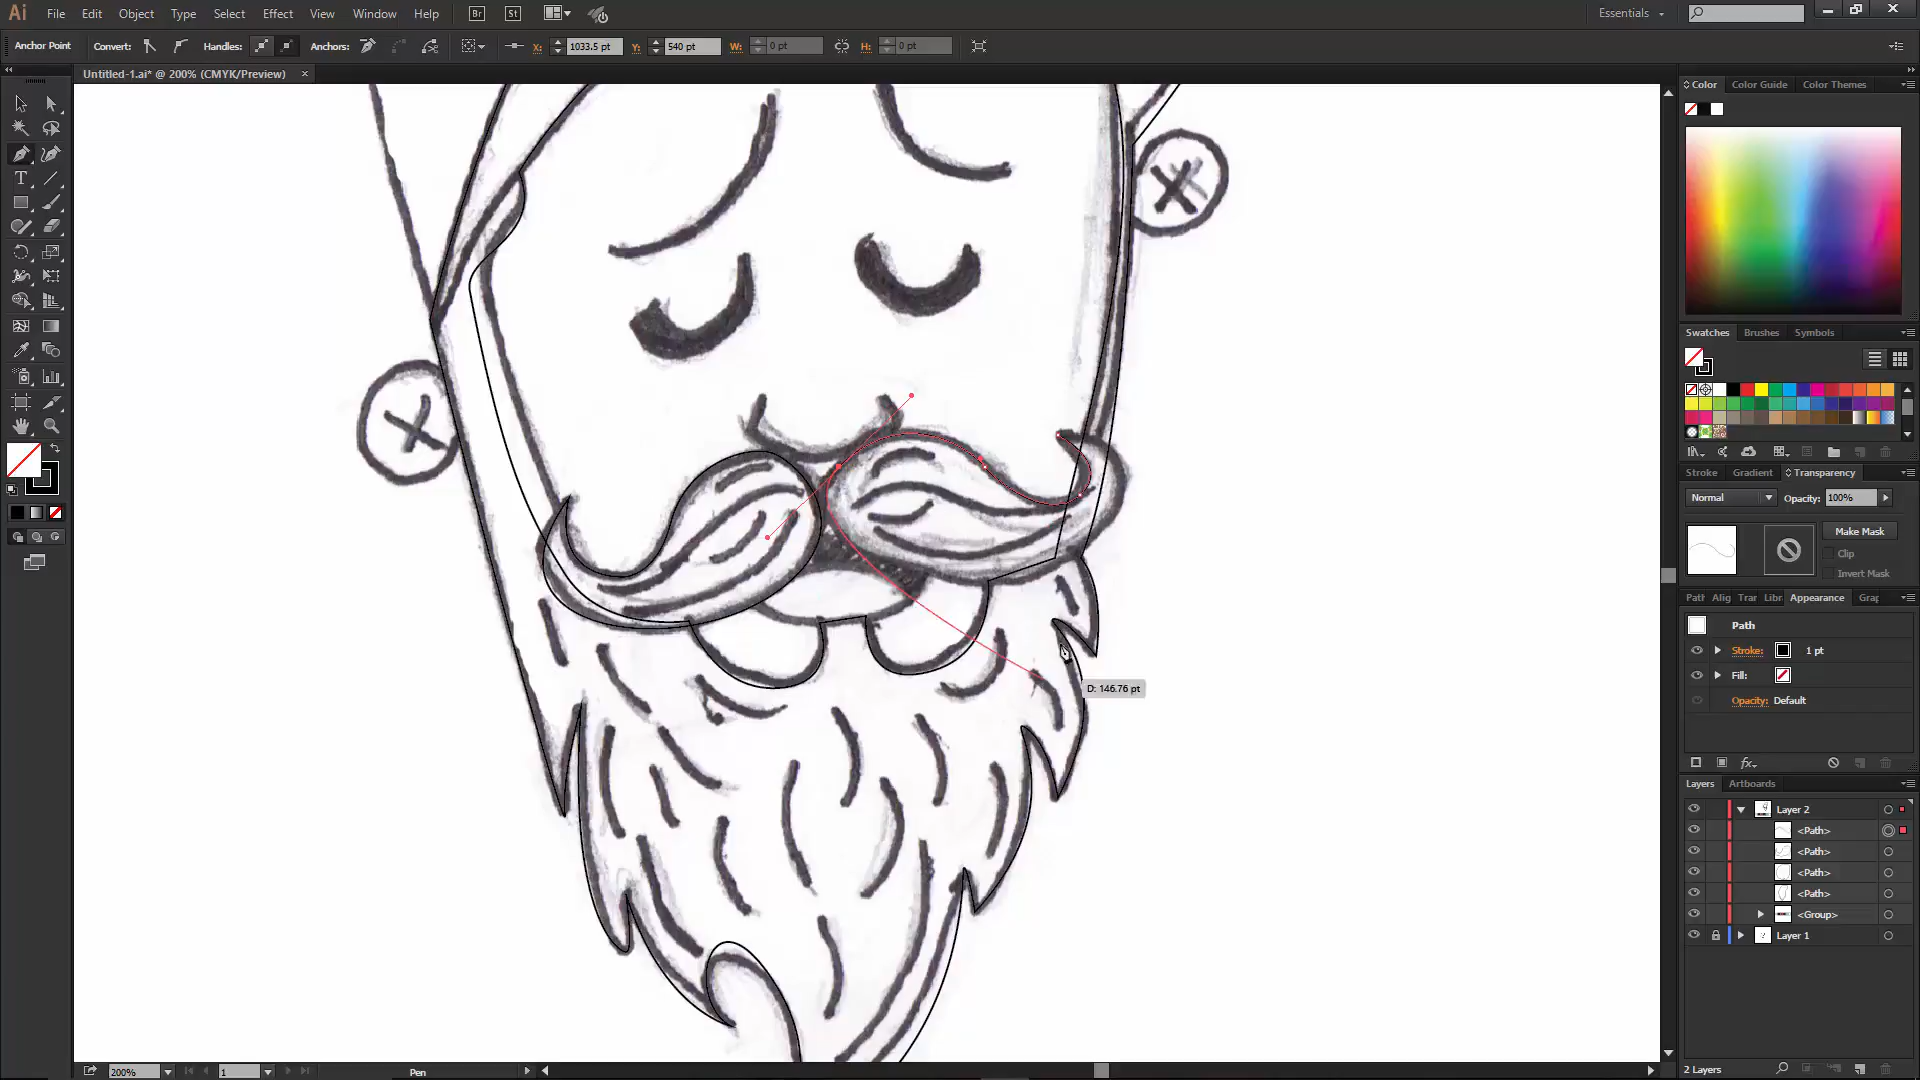 Ai File Edit Object Type Select Effect View Window Help Br St Essentials
Anchor Point Convert: Handles: Anchors: X: 1033.5 pt Y: 540 pt W: 0 pt H: 0 pt
Untitled-1.ai* @ 200% (CMYK/Preview) ×
Color Color Guide Color Themes
Swatches Brushes Symbols
Stroke Gradient Transparency
Normal Opacity: 100%
Make Mask
Clip
Invert Mask
Path Alig Trar Libr Appearance Grap
Path
Stroke: 1 pt
Fill:
Opacity: Default
D: 146.76 pt
Layers Artboards
Layer 2
<Path>
<Path>
<Path>
<Path>
<Group>
Layer 1
2 Layers
200% 1 Pen